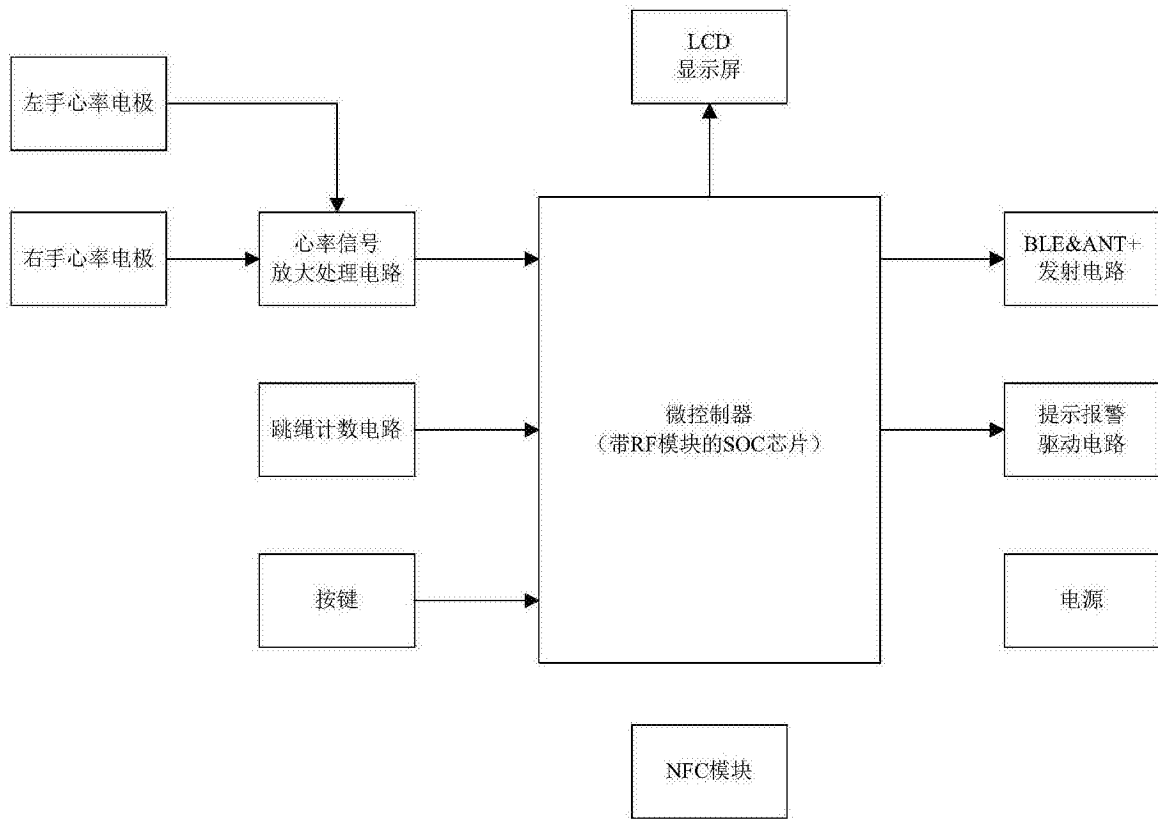 LCD
显示屏
左手心率电极
右手心率电极
心率信号
放大处理电路
BLE&ANT+
发射电路
跳绳计数电路
微控制器
（带RF模块的SOC芯片）
提示报警
驱动电路
按键
电源
NFC模块